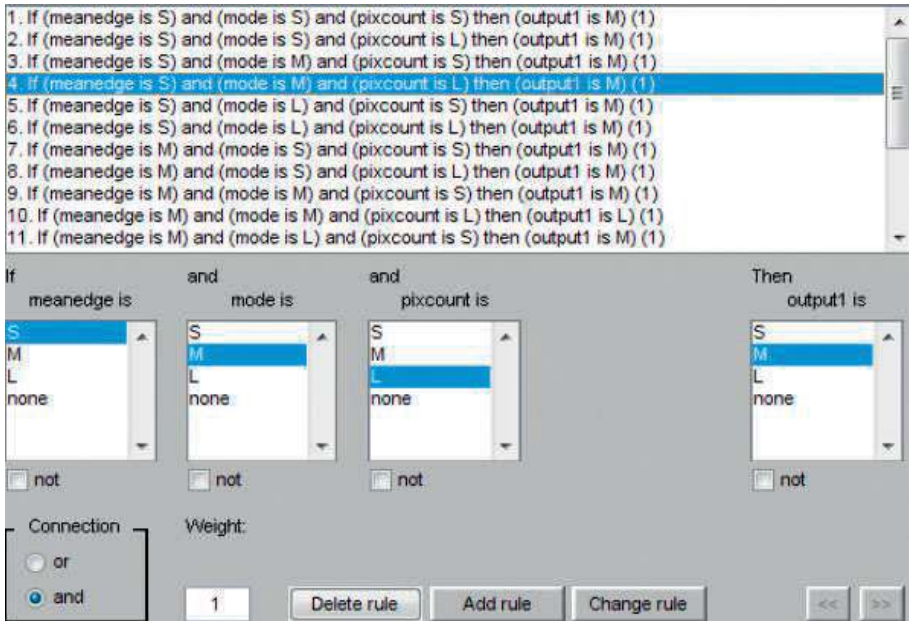 1. If (meanedge is S) and (mode is S) and (pixcount is S) then (output1 is M) (1)
2. If (meanedge is S) and (mode is S) and (pixcount is L) then (output1 is M) (1)
3. If (meanedge is S) and (mode is M) and (pixcount is S) then (output1 is M) (1)
4. If (meanedge is S) and (mode is M) and (pixcount is L) then (output1 is M) (1)
5. If (meanedge is S) and (mode is L) and (pixcount is S) then (output1 is M) (1)
6. If (meanedge is S) and (mode is L) and (pixcount is L) then (output1 is M) (1)
7. If (meanedge is M) and (mode is S) and (pixcount is S) then (output1 is M) (1)
8. If (meanedge is M) and (mode is S) and (pixcount is L) then (output1 is M) (1)
9. If (meanedge is M) and (mode is M) and (pixcount is S) then (output1 is M) (1)
10. If (meanedge is M) and (mode is M) and (pixcount is L) then (output1 is L) (1)
11. If (meanedge is M) and (mode is L) and (pixcount is S) then (output1 is M) (1)
If and and Then
meanedge is mode is pixcount is output1 is
S S S S
M M M M
L L L L
none none none none
not not not not
Connection Weight:
or
and 1 Delete rule Add rule Change rule << >>